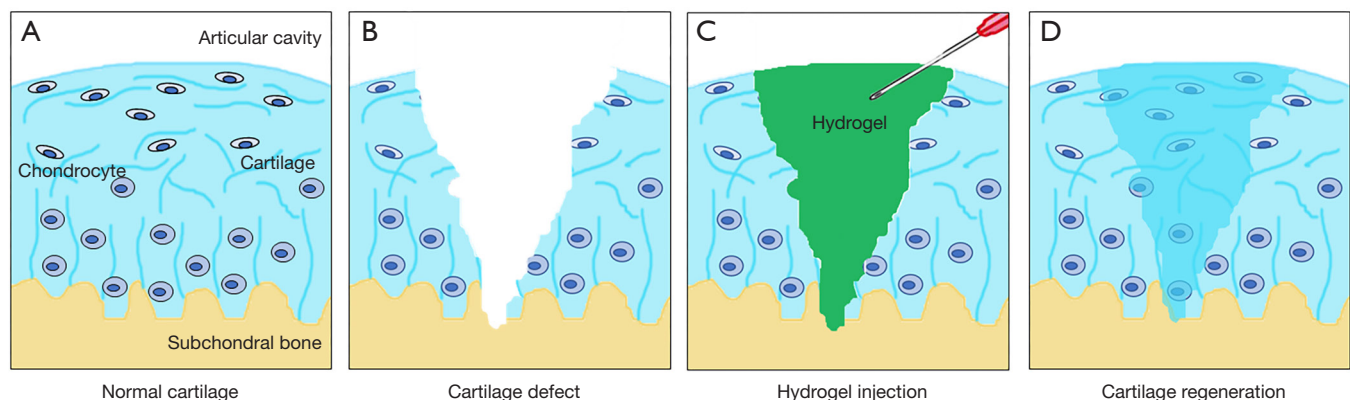 A
Articular cavity
Chondrocyte
Cartilage
Subchondral bone
Normal cartilage
B
Cartilage defect
C
Hydrogel
Hydrogel injection
D
Cartilage regeneration